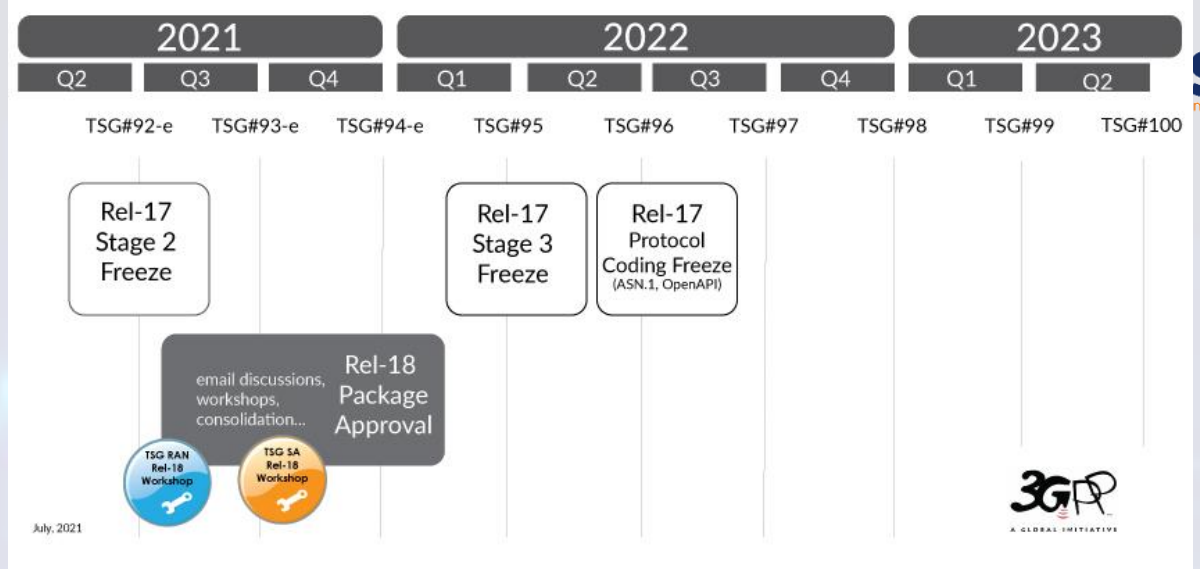 2021
2022
2023
Q2
Q3
Q4
Q1
Q2
Q3
Q4
Q1
Q2
TSG#92-e
TSG#93-e
TSG#94-e
TSG#95
TSG#96
TSG#97
TSG#98
TSG#99
TSG#100
Rel-17
Stage 2
Freeze
Rel-17
Stage 3
Freeze
Rel-17
Protocol
Coding Freeze
(ASN.1, OpenAPI)
email discussions,
workshops,
consolidation...
Rel-18
Package
Approval
TSG RAN
Rel-18
Workshop
TSG SA
Rel-18
Workshop
July, 2021
3GPP
A GLOBAL INITIATIVE